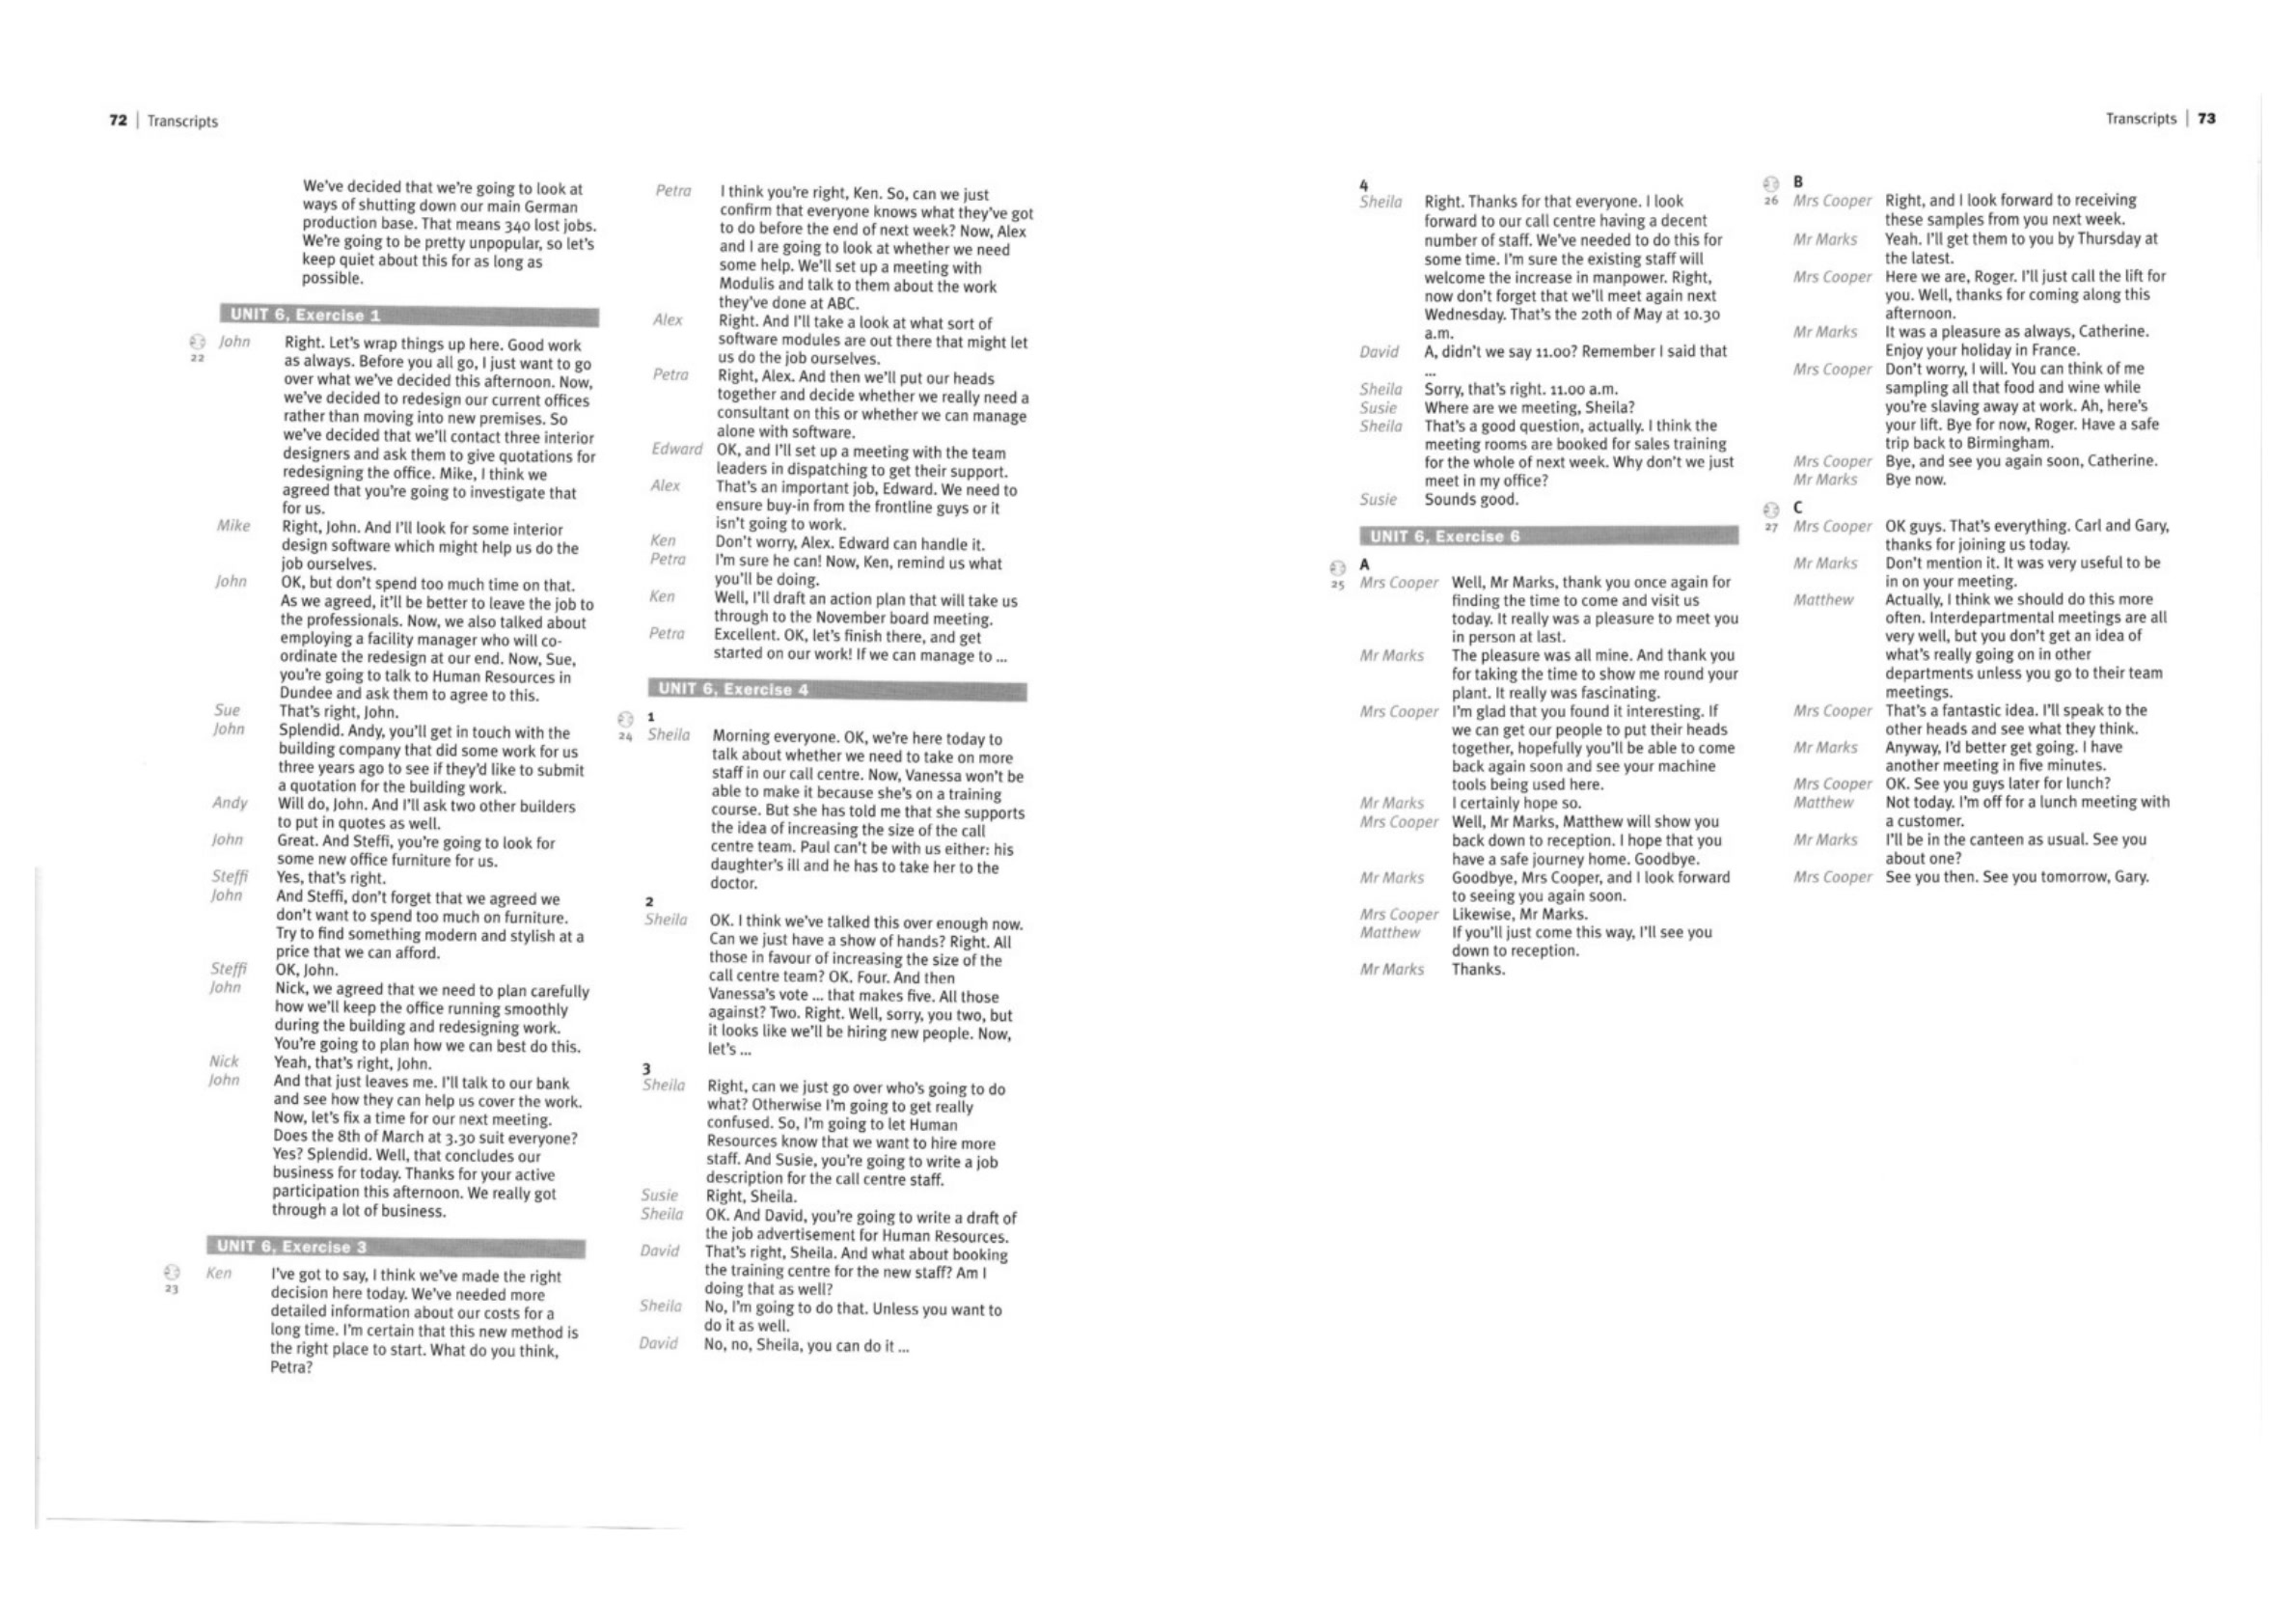 72 | Transcripts
We've decided that we're going to look at
ways of shutting down our main German
production base. That means 340 lost jobs.
We're going to be pretty unpopular, so let's
keep quiet about this for as long as
possible.
UNIT 6, Exercise 1
22
John Right. Let's wrap things up here. Good work
as always. Before you all go, I just want to go
over what we've decided this afternoon. Now,
we've decided to redesign our current offices
rather than moving into new premises. So
we've decided that we'll contact three interior
designers and ask them to give quotations for
redesigning the office. Mike, I think we
agreed that you're going to investigate that
for us.
Mike Right, John. And I'll look for some interior
design software which might help us do the
job ourselves.
John OK, but don't spend too much time on that.
As we agreed, it'll be better to leave the job to
the professionals. Now, we also talked about
employing a facility manager who will co-
ordinate the redesign at our end. Now, Sue,
you're going to talk to Human Resources in
Dundee and ask them to agree to this.
Sue That's right, John.
John Splendid. Andy, you'll get in touch with the
building company that did some work for us
three years ago to see if they'd like to submit
a quotation for the building work.
Andy Will do, John. And I'll ask two other builders
to put in quotes as well.
John Great. And Steffi, you're going to look for
some new office furniture for us.
Steffi Yes, that's right.
John And Steffi, don't forget that we agreed we
don't want to spend too much on furniture.
Try to find something modern and stylish at a
price that we can afford.
Steffi OK, John.
John Nick, we agreed that we need to plan carefully
how we'll keep the office running smoothly
during the building and redesigning work.
You're going to plan how we can best do this.
Nick Yeah, that's right, John.
John And that just leaves me. I'll talk to our bank
and see how they can help us cover the work.
Now, let's fix a time for our next meeting.
Does the 8th of March at 3.30 suit everyone?
Yes? Splendid. Well, that concludes our
business for today. Thanks for your active
participation this afternoon. We really got
through a lot of business.
UNIT 6, Exercise 3
23
Ken I've got to say, I think we've made the right
decision here today. We've needed more
detailed information about our costs for a
long time. I'm certain that this new method is
the right place to start. What do you think,
Petra?
Petra I think you're right, Ken. So, can we just
confirm that everyone knows what they've got
to do before the end of next week? Now, Alex
and I are going to look at whether we need
some help. We'll set up a meeting with
Modulis and talk to them about the work
they've done at ABC.
Alex Right. And I'll take a look at what sort of
software modules are out there that might let
us do the job ourselves.
Petra Right, Alex. And then we'll put our heads
together and decide whether we really need a
consultant on this or whether we can manage
alone with software.
Edward OK, and I'll set up a meeting with the team
leaders in dispatching to get their support.
Alex That's an important job, Edward. We need to
ensure buy-in from the frontline guys or it
isn't going to work.
Ken Don't worry, Alex. Edward can handle it.
Petra I'm sure he can! Now, Ken, remind us what
you'll be doing.
Ken Well, I'll draft an action plan that will take us
through to the November board meeting.
Petra Excellent. OK, let's finish there, and get
started on our work! If we can manage to ...
UNIT 6, Exercise 4
1
24
Sheila Morning everyone. OK, we're here today to
talk about whether we need to take on more
staff in our call centre. Now, Vanessa won't be
able to make it because she's on a training
course. But she has told me that she supports
the idea of increasing the size of the call
centre team. Paul can't be with us either: his
daughter's ill and he has to take her to the
doctor.
2
Sheila OK. I think we've talked this over enough now.
Can we just have a show of hands? Right. All
those in favour of increasing the size of the
call centre team? OK. Four. And then
Vanessa's vote ... that makes five. All those
against? Two. Right. Well, sorry, you two, but
it looks like we'll be hiring new people. Now,
let's ...
3
Sheila Right, can we just go over who's going to do
what? Otherwise I'm going to get really
confused. So, I'm going to let Human
Resources know that we want to hire more
staff. And Susie, you're going to write a job
description for the call centre staff.
Susie Right, Sheila.
Sheila OK. And David, you're going to write a draft of
the job advertisement for Human Resources.
David That's right, Sheila. And what about booking
the training centre for the new staff? Am I
doing that as well?
Sheila No, I'm going to do that. Unless you want to
do it as well.
David No, no, Sheila, you can do it ...
Transcripts | 73
4
Sheila Right. Thanks for that everyone. I look
forward to our call centre having a decent
number of staff. We've needed to do this for
some time. I'm sure the existing staff will
welcome the increase in manpower. Right,
now don't forget that we'll meet again next
Wednesday. That's the 20th of May at 10.30
a.m.
David A, didn't we say 11.00? Remember I said that
...
Sheila Sorry, that's right. 11.00 a.m.
Susie Where are we meeting, Sheila?
Sheila That's a good question, actually. I think the
meeting rooms are booked for sales training
for the whole of next week. Why don't we just
meet in my office?
Susie Sounds good.
UNIT 6, Exercise 6
A
25
Mrs Cooper Well, Mr Marks, thank you once again for
finding the time to come and visit us
today. It really was a pleasure to meet you
in person at last.
Mr Marks The pleasure was all mine. And thank you
for taking the time to show me round your
plant. It really was fascinating.
Mrs Cooper I'm glad that you found it interesting. If
we can get our people to put their heads
together, hopefully you'll be able to come
back again soon and see your machine
tools being used here.
Mr Marks I certainly hope so.
Mrs Cooper Well, Mr Marks, Matthew will show you
back down to reception. I hope that you
have a safe journey home. Goodbye.
Mr Marks Goodbye, Mrs Cooper, and I look forward
to seeing you again soon.
Mrs Cooper Likewise, Mr Marks.
Matthew If you'll just come this way, I'll see you
down to reception.
Mr Marks Thanks.
B
26
Mrs Cooper Right, and I look forward to receiving
these samples from you next week.
Mr Marks Yeah. I'll get them to you by Thursday at
the latest.
Mrs Cooper Here we are, Roger. I'll just call the lift for
you. Well, thanks for coming along this
afternoon.
Mr Marks It was a pleasure as always, Catherine.
Enjoy your holiday in France.
Mrs Cooper Don't worry, I will. You can think of me
sampling all that food and wine while
you're slaving away at work. Ah, here's
your lift. Bye for now, Roger. Have a safe
trip back to Birmingham.
Mrs Cooper Bye, and see you again soon, Catherine.
Mr Marks Bye now.
C
27
Mrs Cooper OK guys. That's everything. Carl and Gary,
thanks for joining us today.
Mr Marks Don't mention it. It was very useful to be
in on your meeting.
Matthew Actually, I think we should do this more
often. Interdepartmental meetings are all
very well, but you don't get an idea of
what's really going on in other
departments unless you go to their team
meetings.
Mrs Cooper That's a fantastic idea. I'll speak to the
other heads and see what they think.
Mr Marks Anyway, I'd better get going. I have
another meeting in five minutes.
Mrs Cooper OK. See you guys later for lunch?
Matthew Not today. I'm off for a lunch meeting with
a customer.
Mr Marks I'll be in the canteen as usual. See you
about one?
Mrs Cooper See you then. See you tomorrow, Gary.